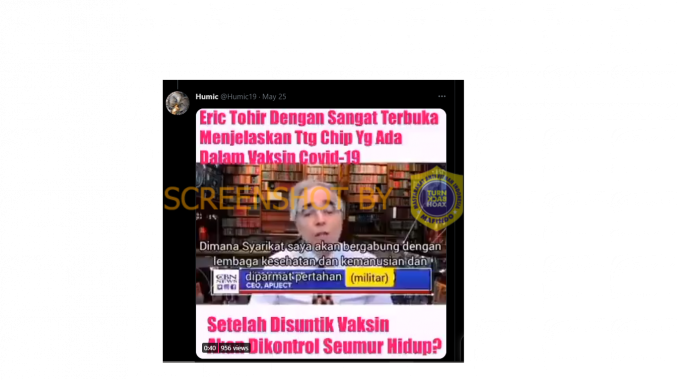 Humic @Humic19 · May 25
Eric Tohir Dengan Sangat Terbuka
Menjelaskan Ttg Chip Yg Ada
Dalam Vaksin Covid-19
SCREENSHOT BY
TURN
BACK
HOAX
Dimana Syarikat saya akan bergabung dengan
lembaga kesehatan dan kemanusian dan
diparmat pertahan (militar)
CBN
NEWS
CEO, APIJECT
Setelah Disuntik Vaksin
Akan Dikontrol Seumur Hidup?
0:40 956 views